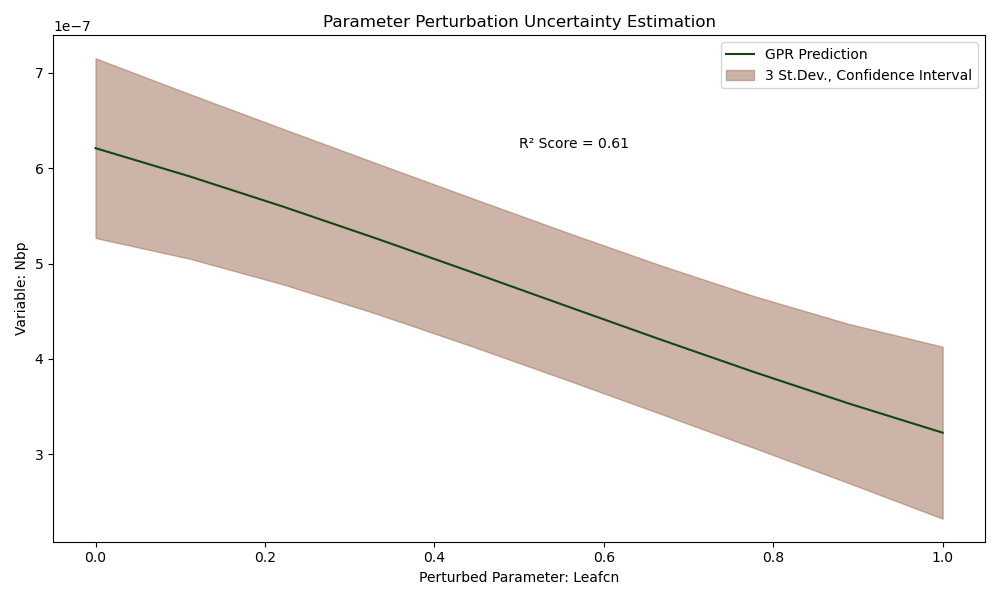 Parameter Perturbation Uncertainty Estimation
1e−7
GPR Prediction
3 St.Dev., Confidence Interval
R² Score = 0.61
7
6
5
4
3
Variable: Nbp
0.0 0.2 0.4 0.6 0.8 1.0
Perturbed Parameter: Leafcn